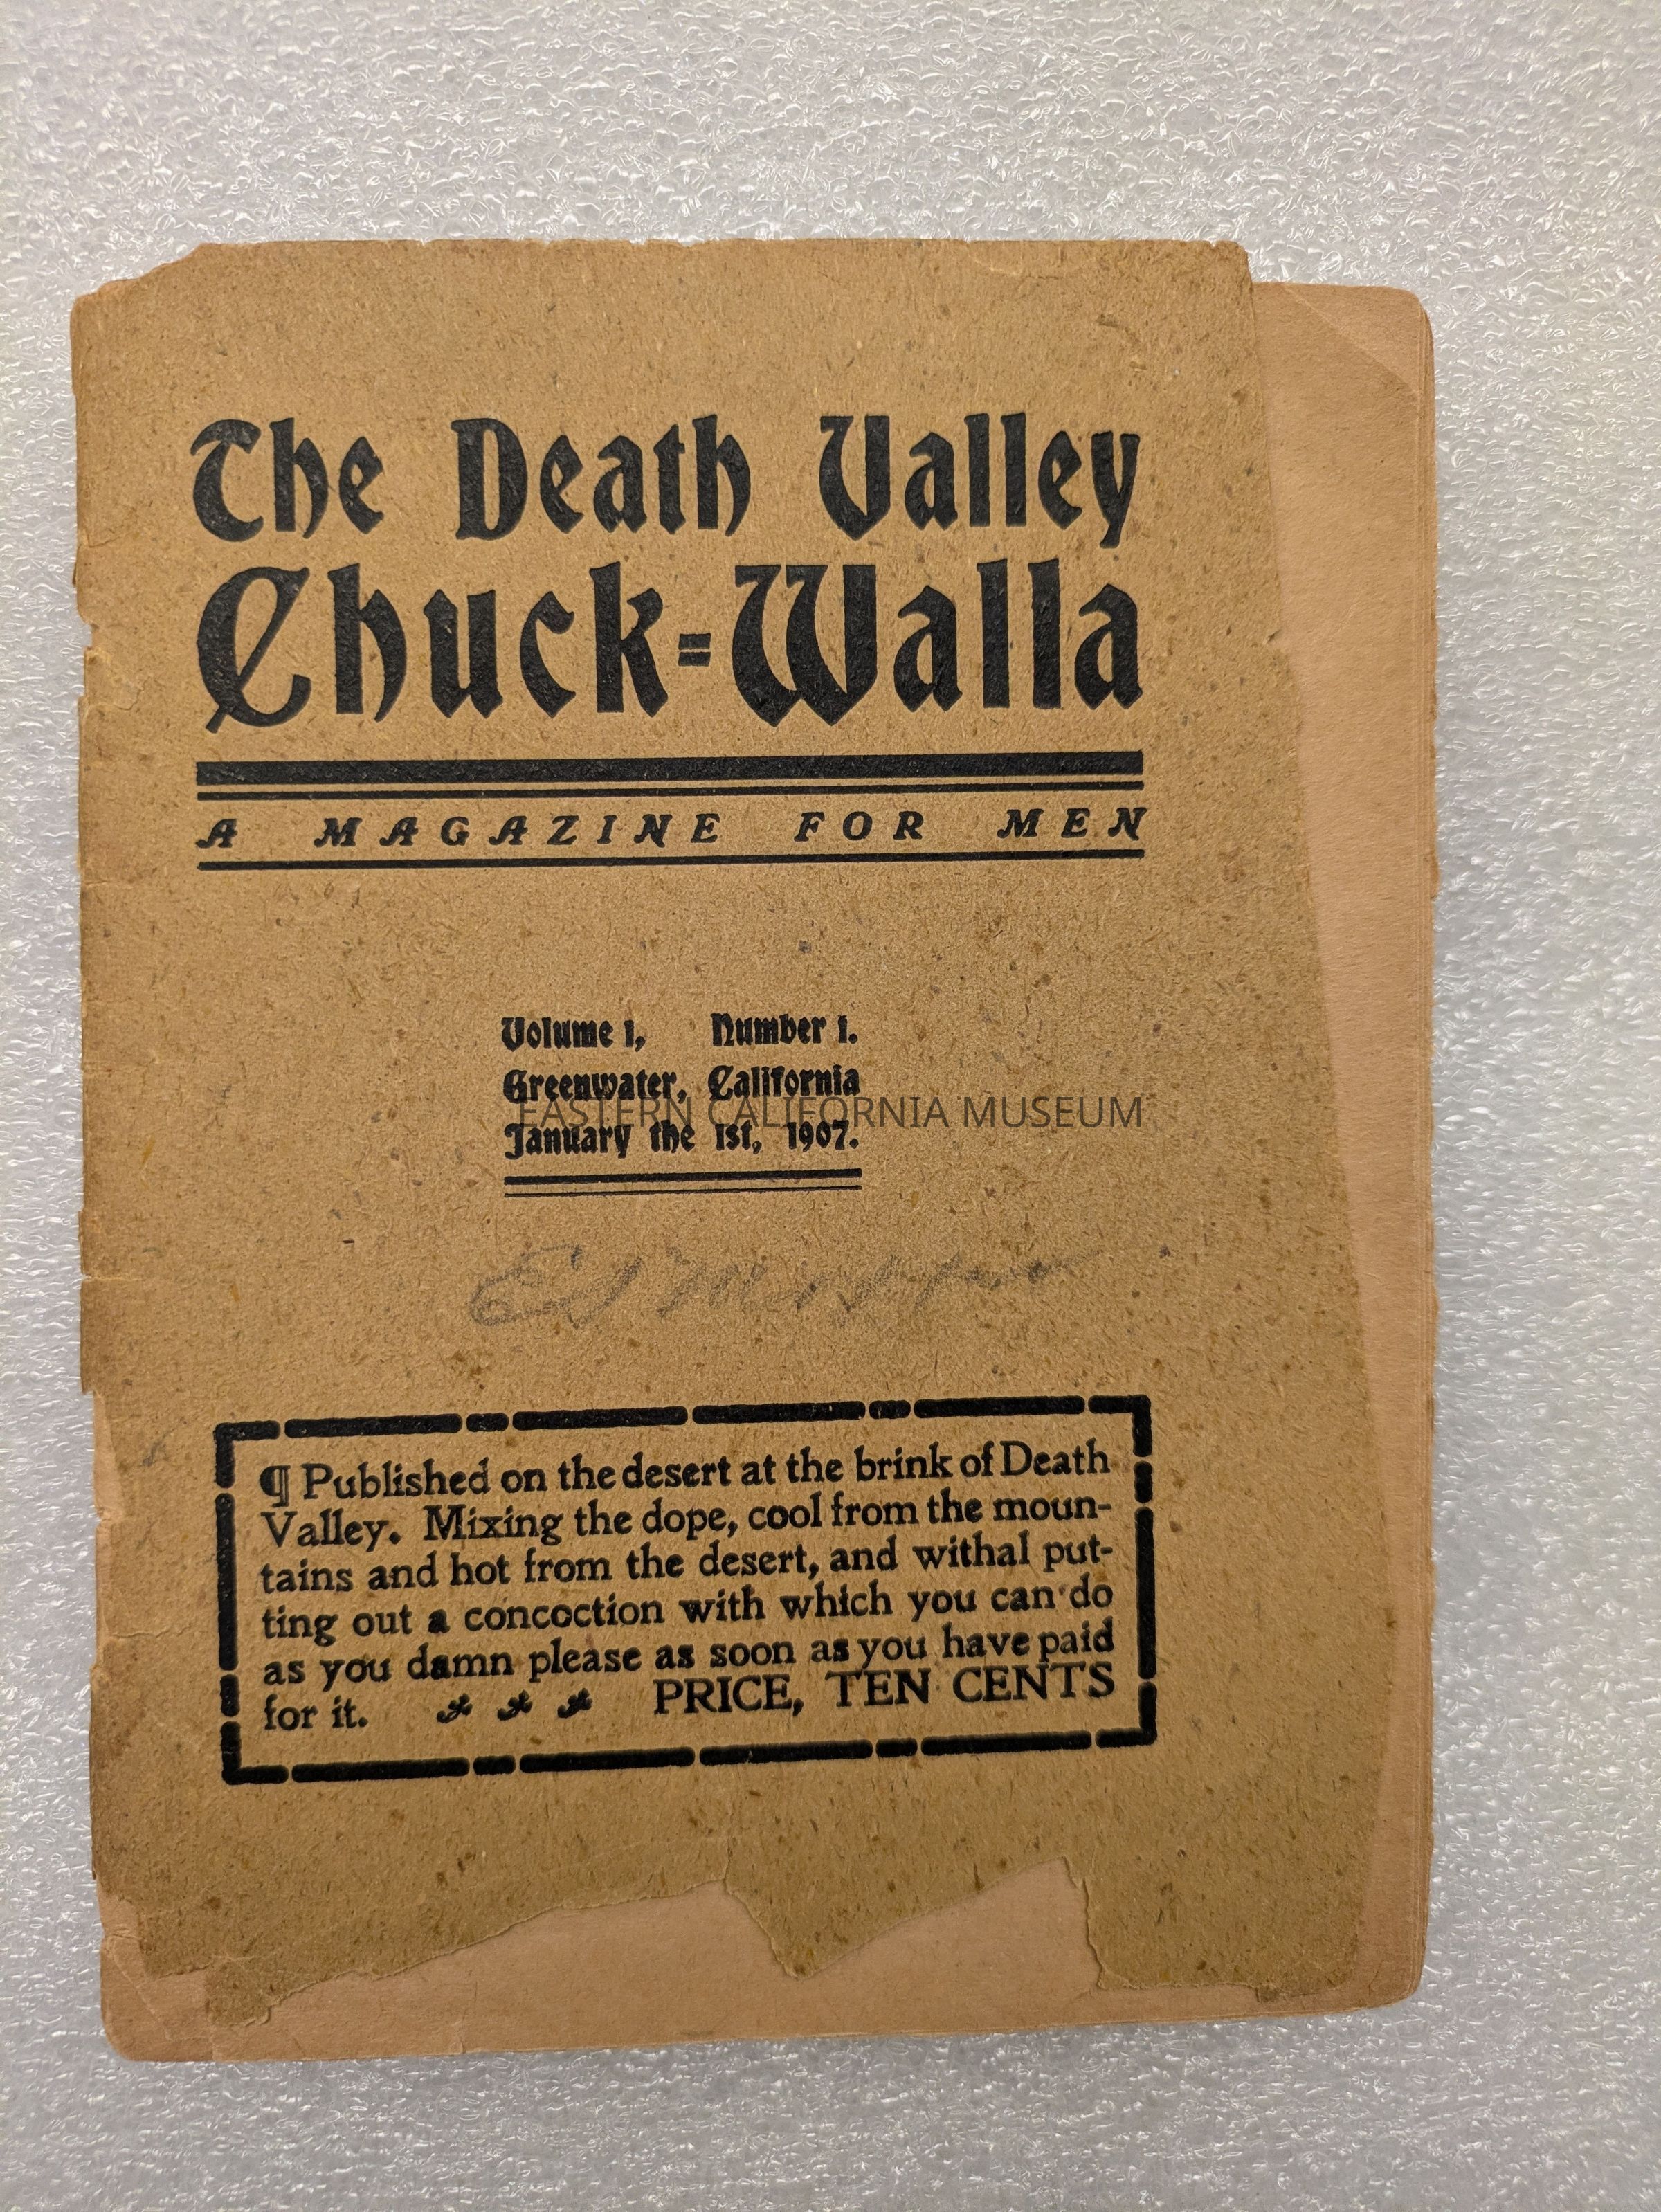 The Death Valley
Chuck=Walla
A MAGAZINE FOR MEN
Volume 1, Number 1.
Greenwater, California
EASTERN CALIFORNIA MUSEUM
January the 1st, 1907.
Ed
¶ Published on the desert at the brink of Death
Valley. Mixing the dope, cool from the moun-
tains and hot from the desert, and withal put-
ting out a concoction with which you can do
as you damn please as soon as you have paid
for it. PRICE, TEN CENTS